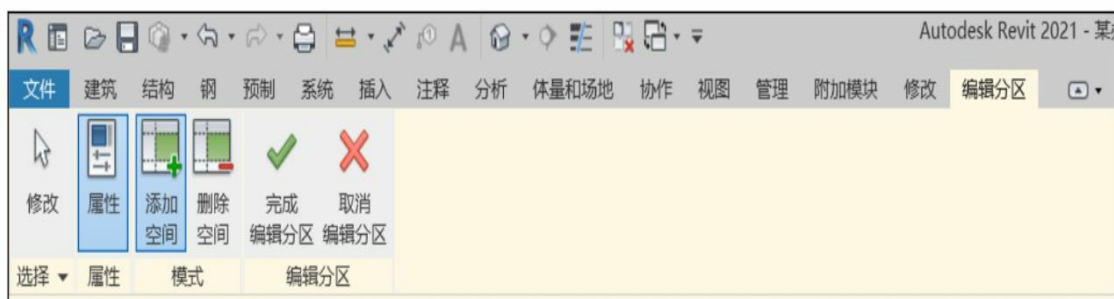 Autodesk Revit 2021 - 某
文件 建筑 结构 钢 预制 系统 插入 注释 分析 体量和场地 协作 视图 管理 附加模块 修改 编辑分区
修改 属性 添加 删除 完成 取消
空间 空间 编辑分区 编辑分区
选择 属性 模式 编辑分区